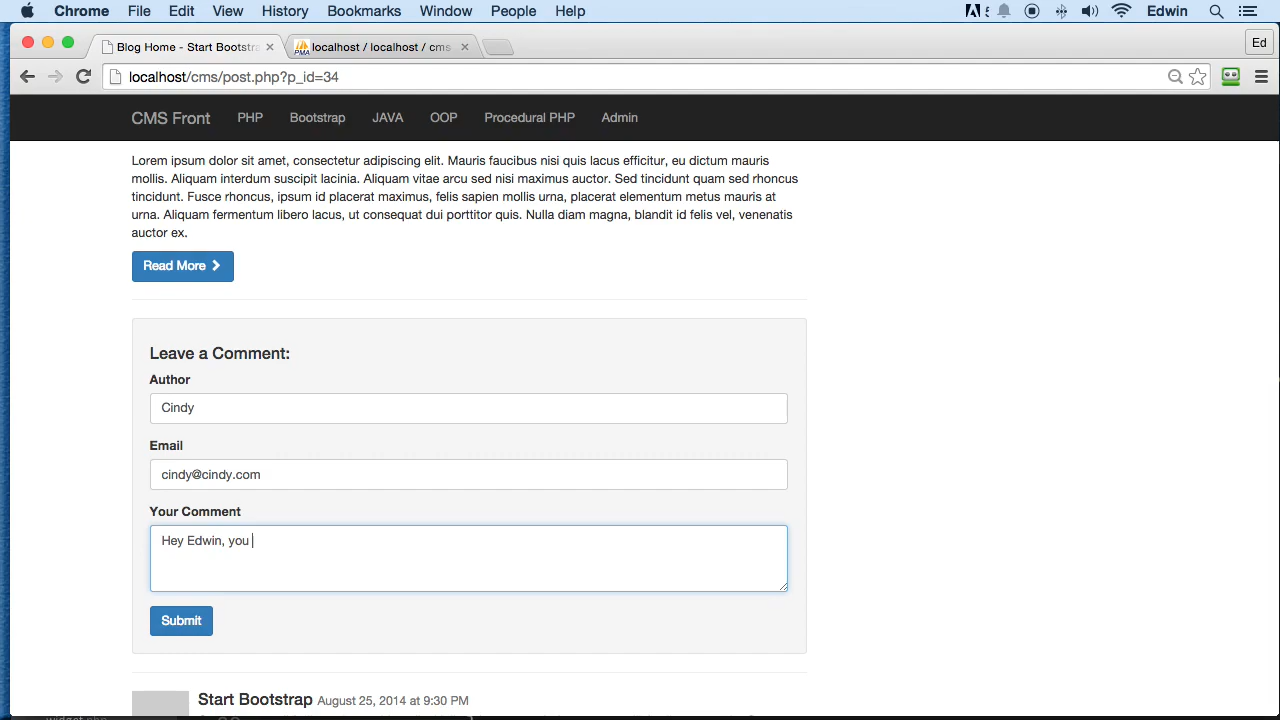 Chrome File Edit View History Bookmarks Window People Help Edwin
Blog Home - Start Bootstra localhost / localhost / cms Ed
localhost/cms/post.php?p_id=34
CMS Front PHP Bootstrap JAVA OOP Procedural PHP Admin
Lorem ipsum dolor sit amet, consectetur adipiscing elit. Mauris faucibus nisi quis lacus efficitur, eu dictum mauris
mollis. Aliquam interdum suscipit lacinia. Aliquam vitae arcu sed nisi maximus auctor. Sed tincidunt quam sed rhoncus
tincidunt. Fusce rhoncus, ipsum id placerat maximus, felis sapien mollis urna, placerat elementum metus mauris at
urna. Aliquam fermentum libero lacus, ut consequat dui porttitor quis. Nulla diam magna, blandit id felis vel, venenatis
auctor ex.
Read More
Leave a Comment:
Author
Cindy
Email
cindy@cindy.com
Your Comment
Hey Edwin, you
Submit
Start Bootstrap August 25, 2014 at 9:30 PM